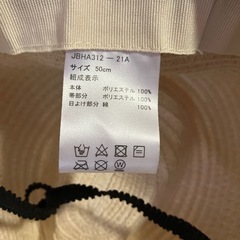 JBHA312－21A
サイズ 50cm
組成表示
本体 ポリエステル 100%
帯部分 ポリエステル 100%
日よけ部分 綿 100%